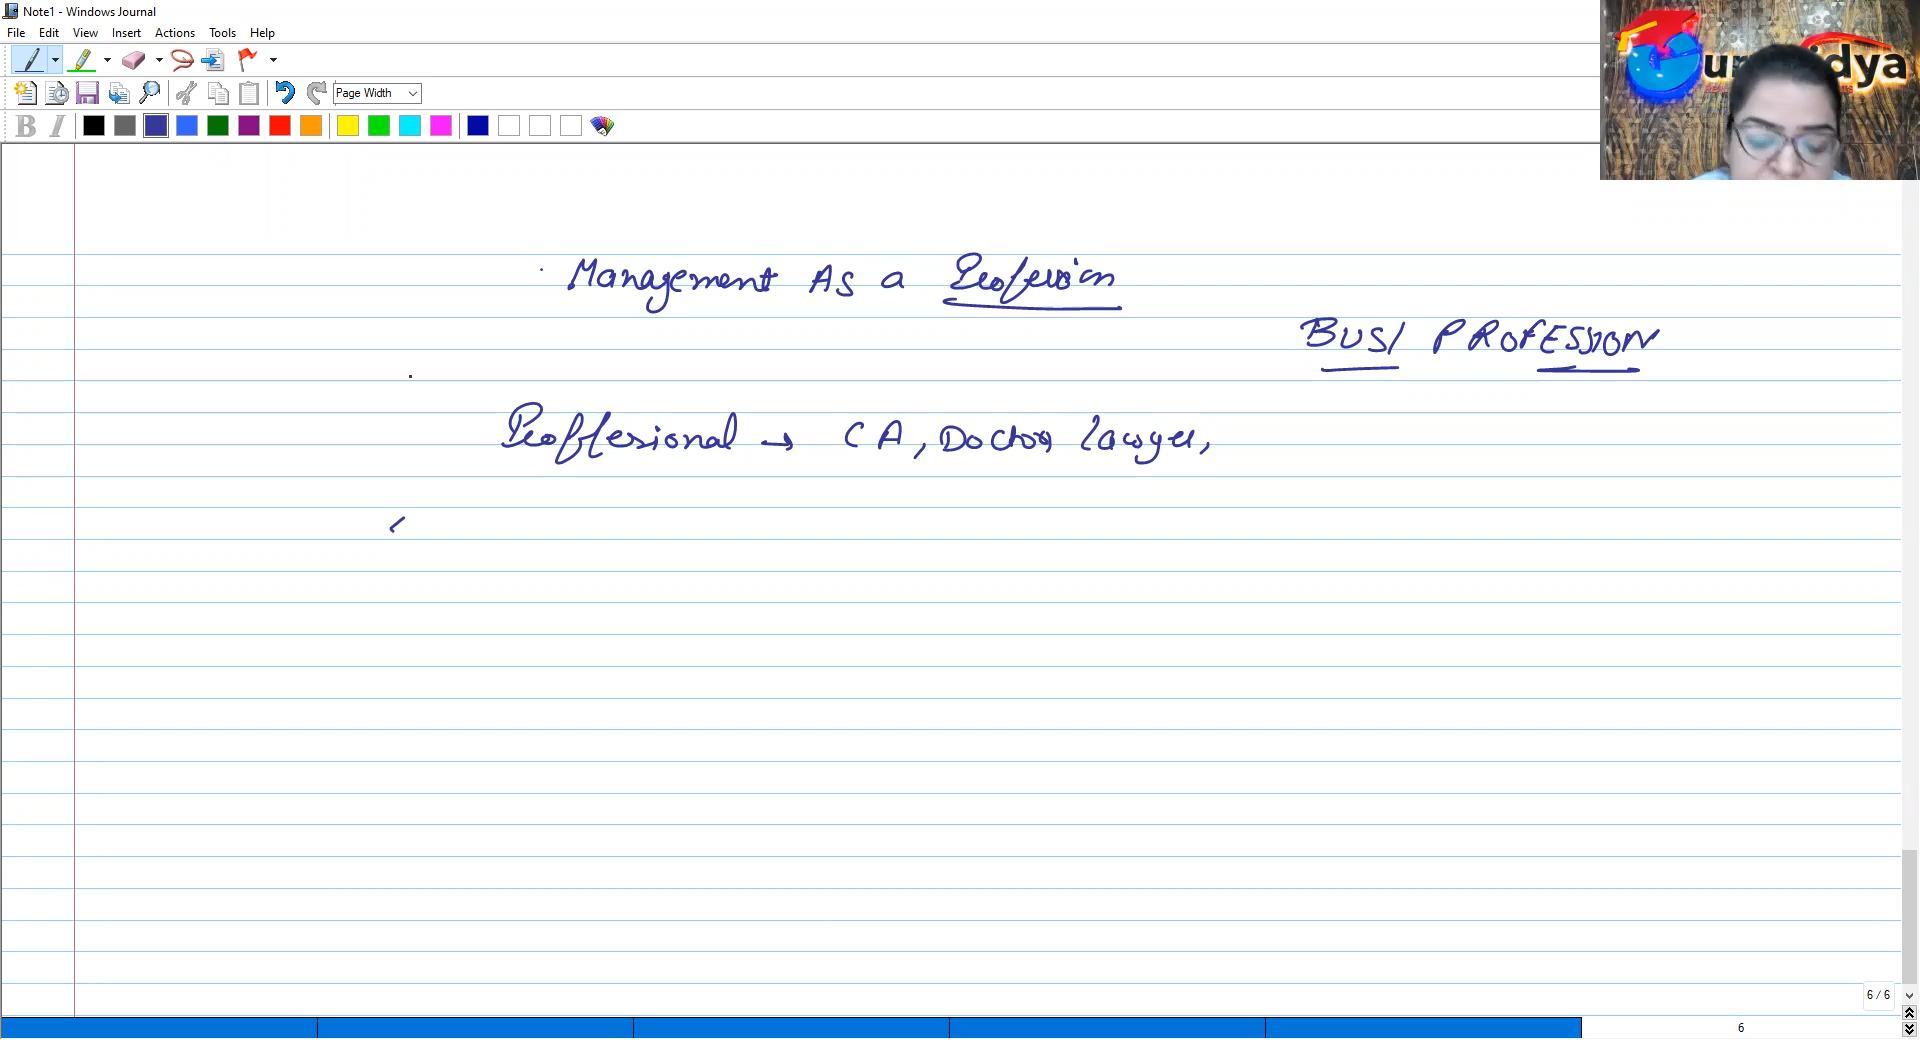 Note1 - Windows Journal
File Edit View Insert Actions Tools Help
Page Width
B I
Management As a Profession
BUS/ PROFESSION
Proffesional → CA, Doctor, Lawyer,
6 / 6
6